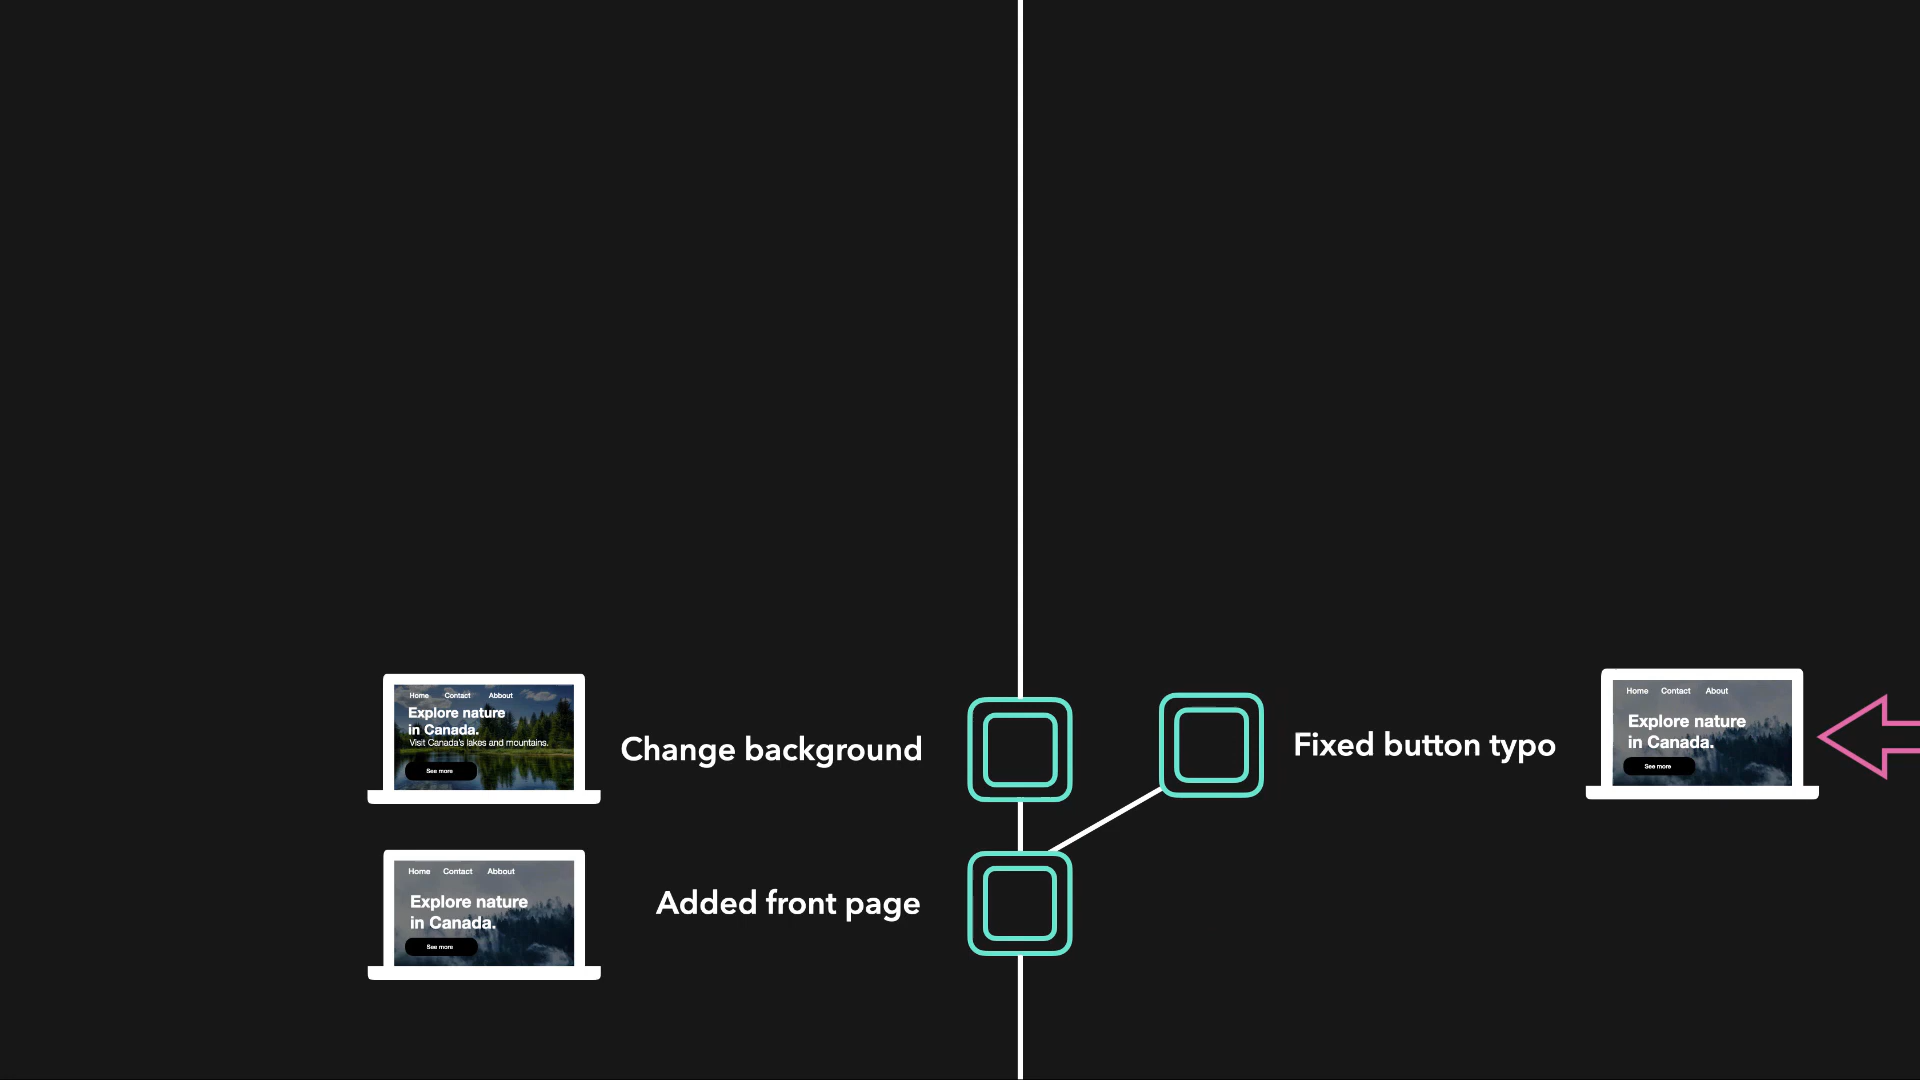 Home Contact Abbout
Explore nature
in Canada.
Visit Canada's lakes and mountains.
See more
Change background
Fixed button typo
Home Contact About
Explore nature
in Canada.
See more
Home Contact Abbout
Explore nature
in Canada.
See more
Added front page